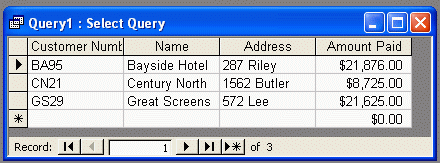 Query1 : Select Query
Customer Numb Name Address Amount Paid
BA95 Bayside Hotel 287 Riley $21,876.00
CN21 Century North 1562 Butler $8,725.00
GS29 Great Screens 572 Lee $21,625.00
* $0.00
Record: 1 of 3